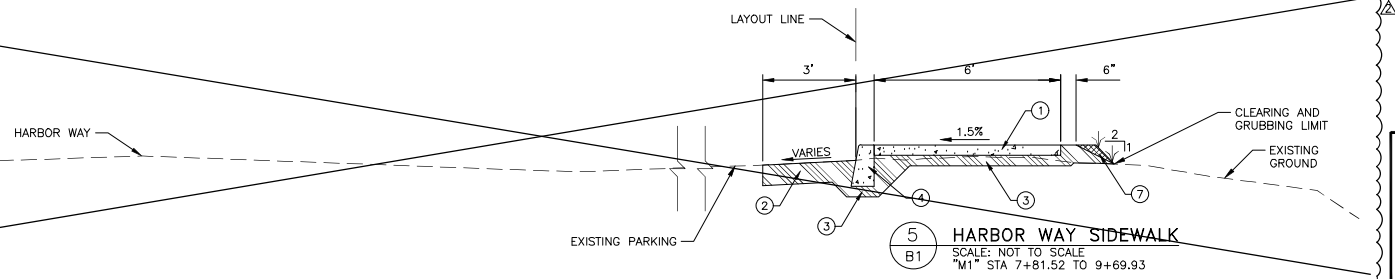 LAYOUT LINE
2
3'
6'
6"
CLEARING AND
GRUBBING LIMIT
HARBOR WAY
1
1.5%
2
1
VARIES
EXISTING
GROUND
2
3
4
3
7
EXISTING PARKING
5
B1
HARBOR WAY SIDEWALK
SCALE: NOT TO SCALE
"M1" STA 7+81.52 TO 9+69.93